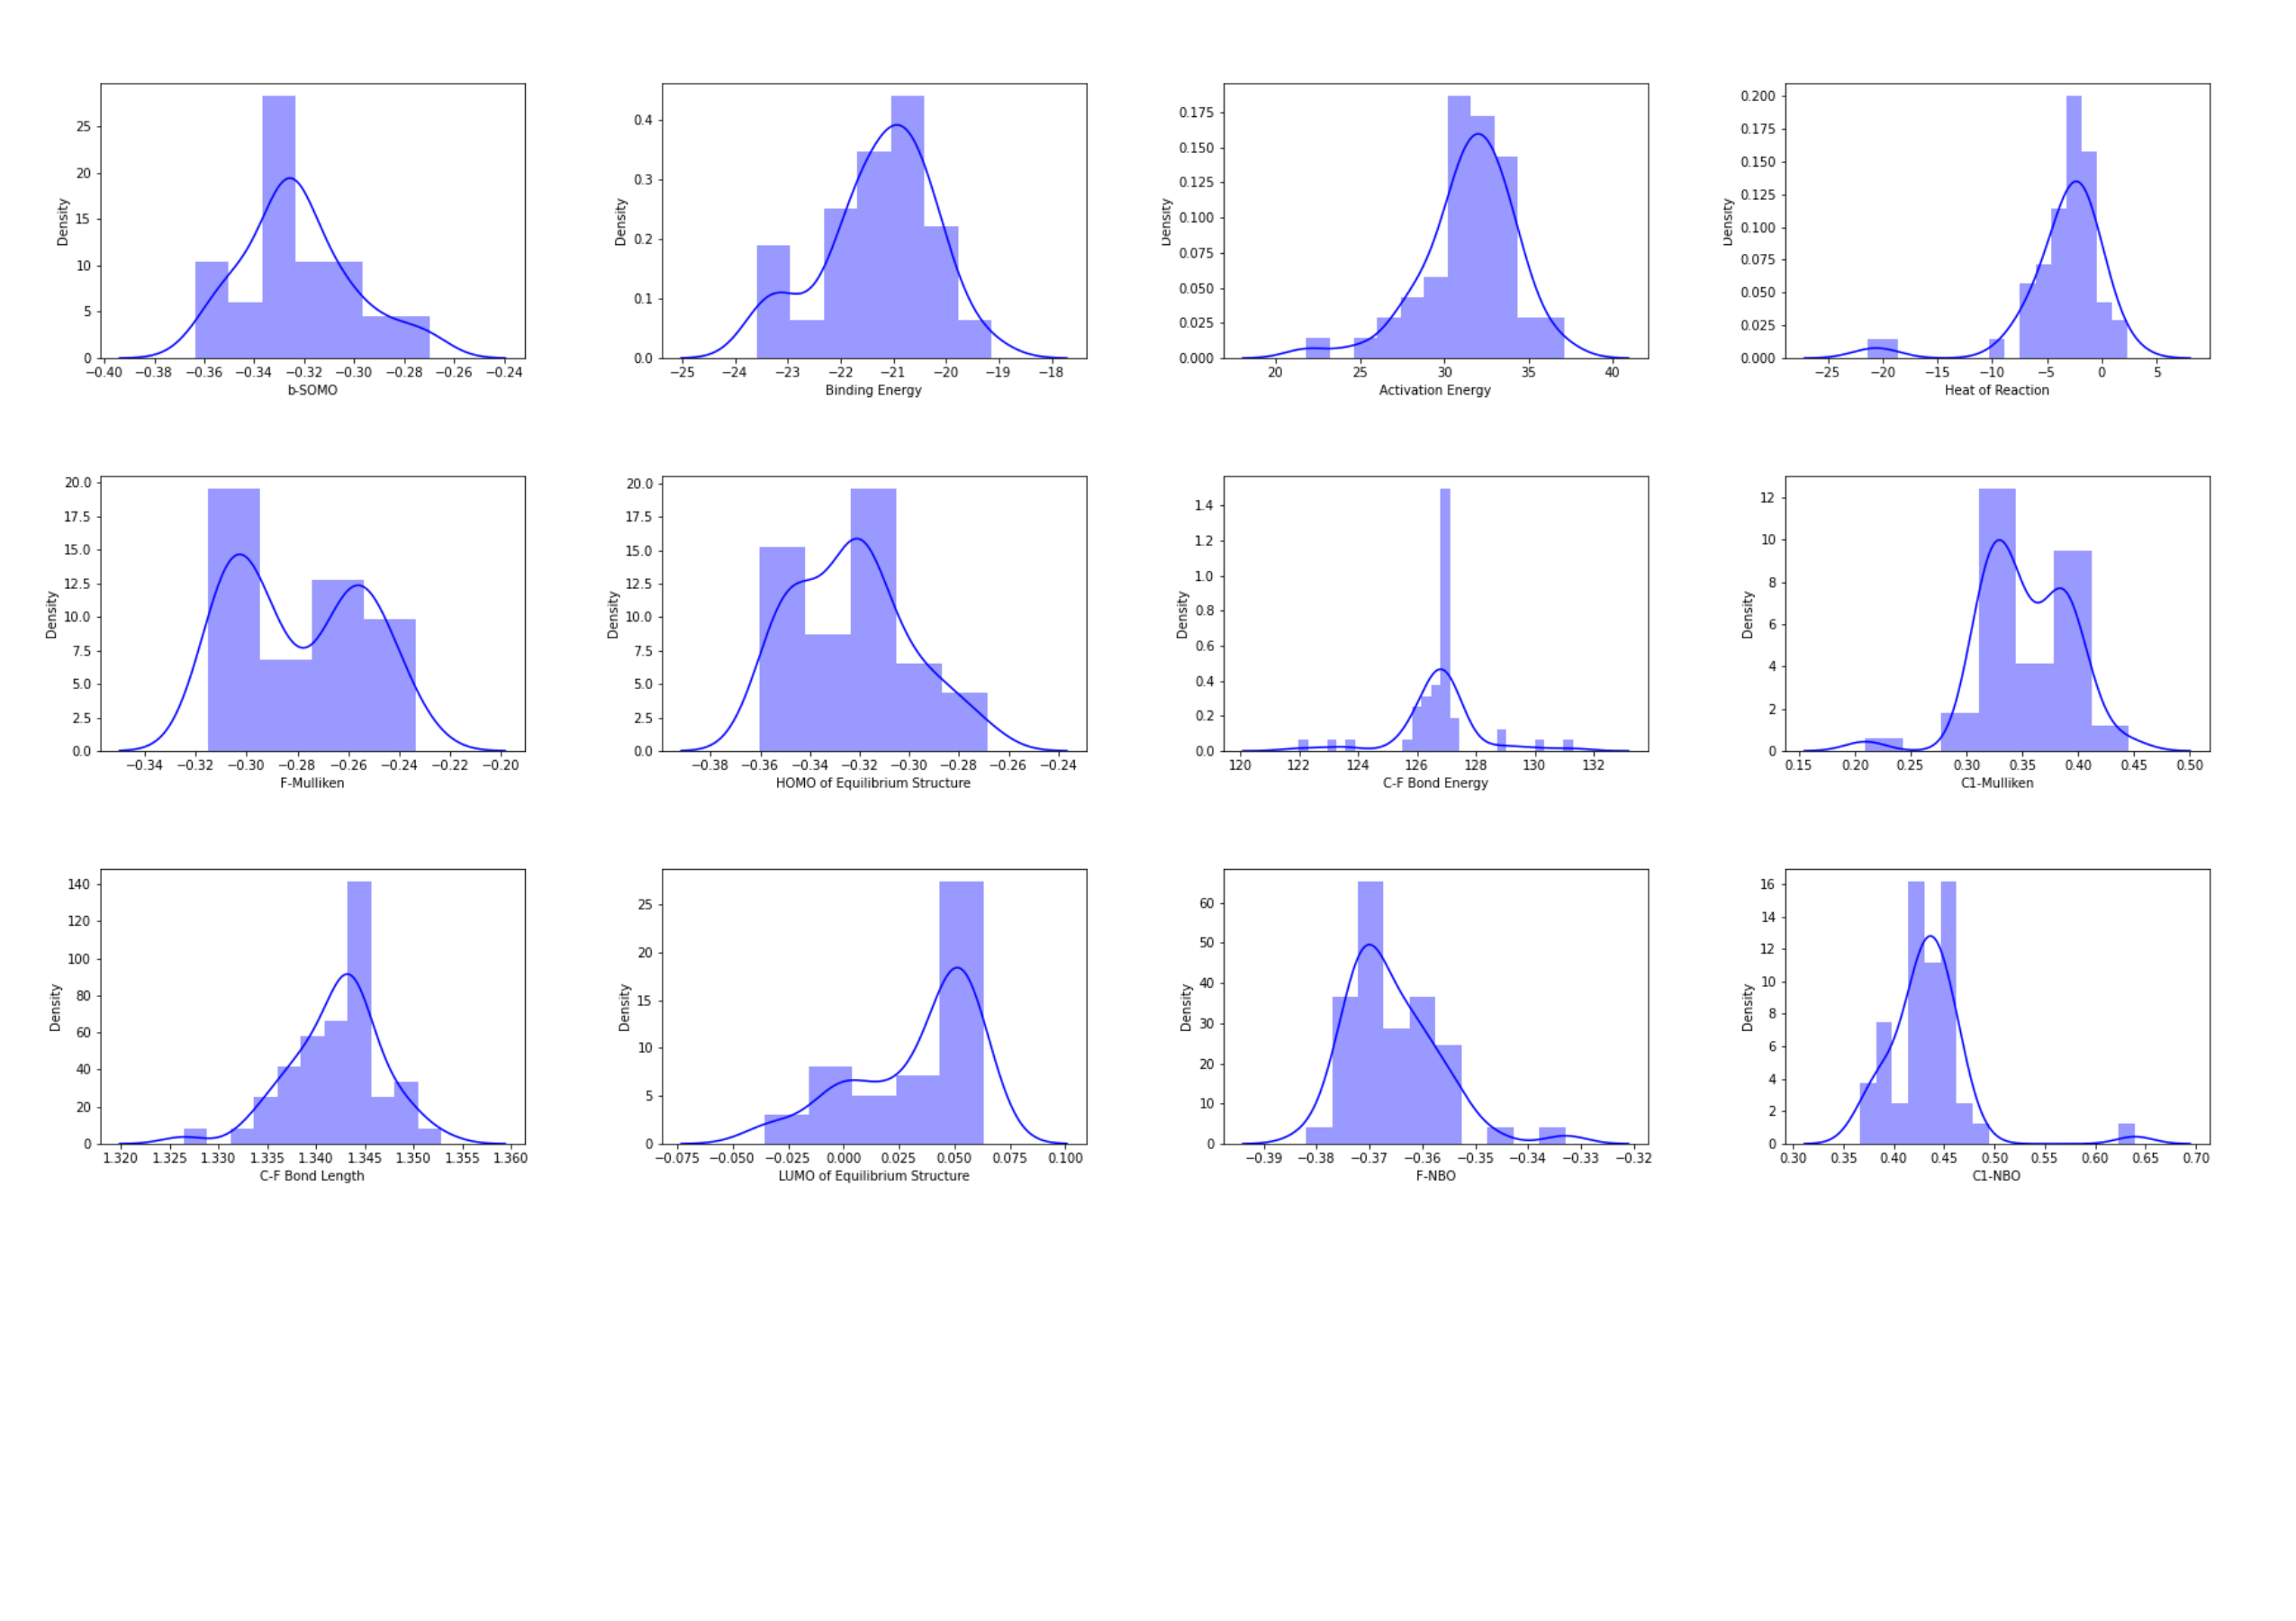 Density
25
20
15
10
5
0
−0.40 −0.38 −0.36 −0.34 −0.32 −0.30 −0.28 −0.26 −0.24
b-SOMO
Density
0.4
0.3
0.2
0.1
0.0
−25 −24 −23 −22 −21 −20 −19 −18
Binding Energy
Density
0.175
0.150
0.125
0.100
0.075
0.050
0.025
0.000
20 25 30 35 40
Activation Energy
Density
0.200
0.175
0.150
0.125
0.100
0.075
0.050
0.025
0.000
−25 −20 −15 −10 −5 0 5
Heat of Reaction
Density
20.0
17.5
15.0
12.5
10.0
7.5
5.0
2.5
0.0
−0.34 −0.32 −0.30 −0.28 −0.26 −0.24 −0.22 −0.20
F-Mulliken
Density
20.0
17.5
15.0
12.5
10.0
7.5
5.0
2.5
0.0
−0.38 −0.36 −0.34 −0.32 −0.30 −0.28 −0.26 −0.24
HOMO of Equilibrium Structure
Density
1.4
1.2
1.0
0.8
0.6
0.4
0.2
0.0
120 122 124 126 128 130 132
C-F Bond Energy
Density
12
10
8
6
4
2
0
0.15 0.20 0.25 0.30 0.35 0.40 0.45 0.50
C1-Mulliken
Density
140
120
100
80
60
40
20
0
1.320 1.325 1.330 1.335 1.340 1.345 1.350 1.355 1.360
C-F Bond Length
Density
25
20
15
10
5
0
−0.075 −0.050 −0.025 0.000 0.025 0.050 0.075 0.100
LUMO of Equilibrium Structure
Density
60
50
40
30
20
10
0
−0.39 −0.38 −0.37 −0.36 −0.35 −0.34 −0.33 −0.32
F-NBO
Density
16
14
12
10
8
6
4
2
0
0.30 0.35 0.40 0.45 0.50 0.55 0.60 0.65 0.70
C1-NBO